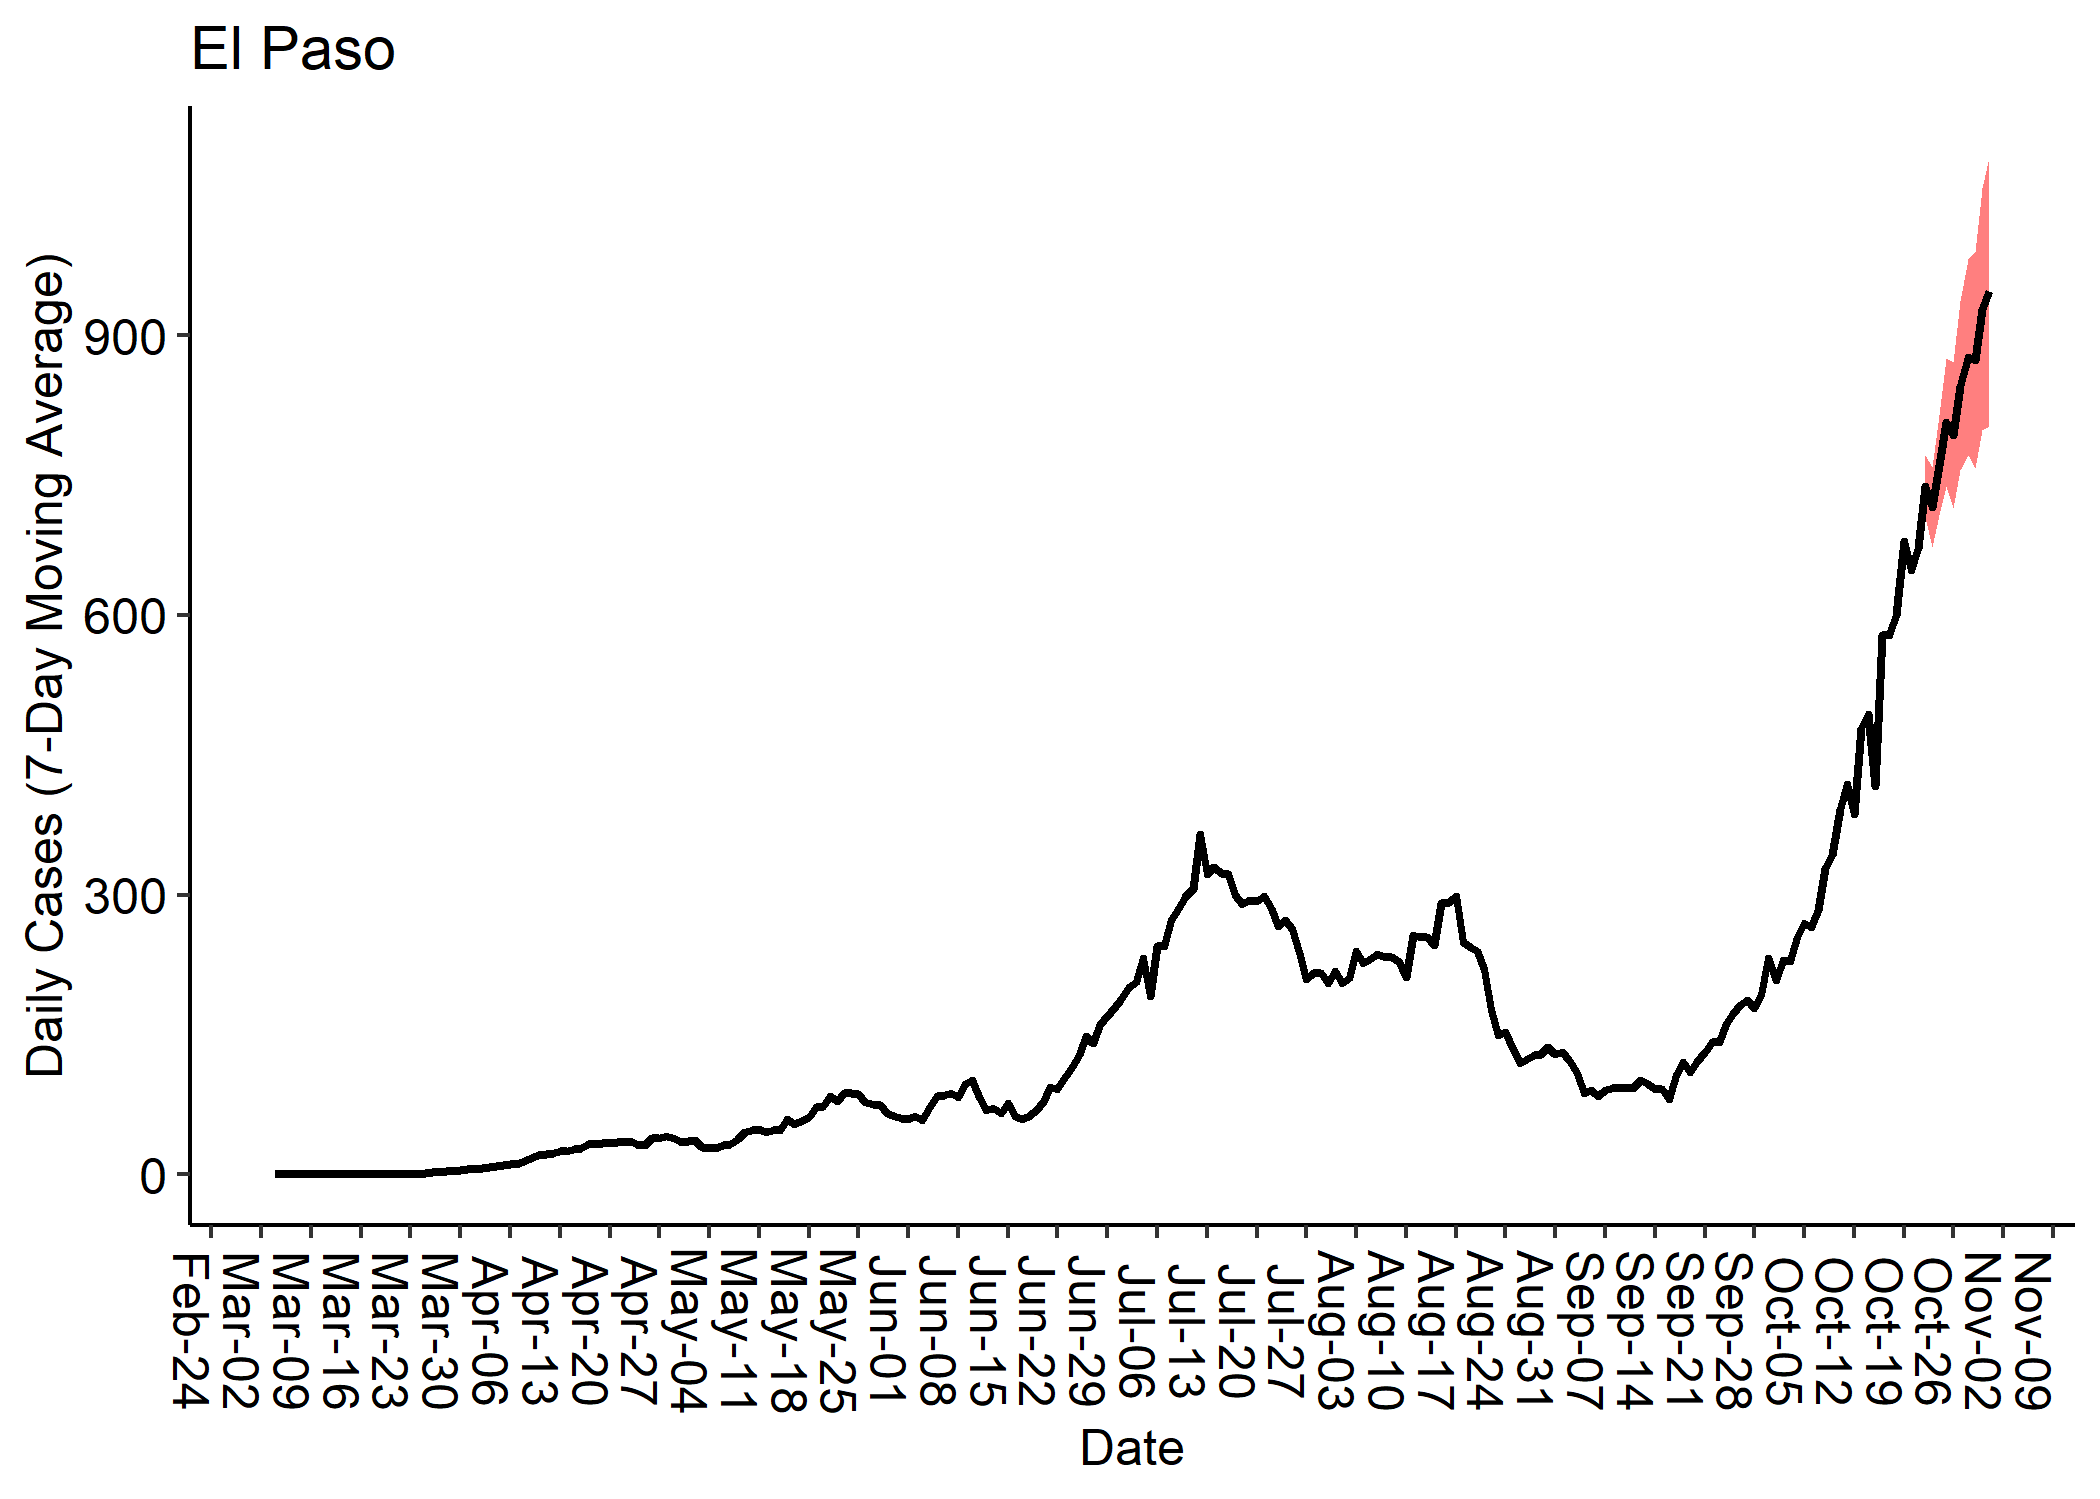 El Paso
Daily Cases (7-Day Moving Average)
900
600
300
0
Feb-24
Mar-02
Mar-09
Mar-16
Mar-23
Mar-30
Apr-06
Apr-13
Apr-20
Apr-27
May-04
May-11
May-18
May-25
Jun-01
Jun-08
Jun-15
Jun-22
Jun-29
Jul-06
Jul-13
Jul-20
Jul-27
Aug-03
Aug-10
Aug-17
Aug-24
Aug-31
Sep-07
Sep-14
Sep-21
Sep-28
Oct-05
Oct-12
Oct-19
Oct-26
Nov-02
Nov-09
Date